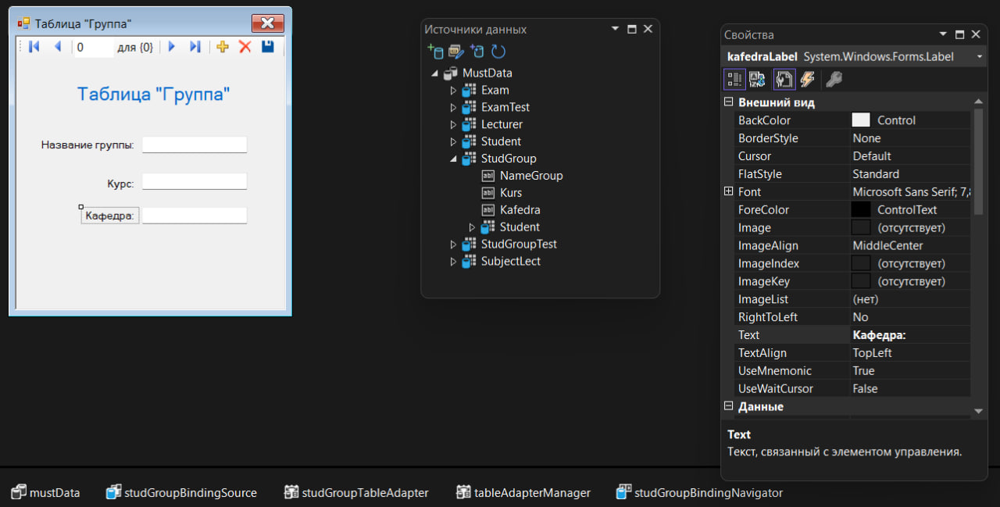 Таблица "Группа"
0 для {0}
Таблица "Группа"
Название группы:
Курс:
Кафедра:
Источники данных
MustData
Exam
ExamTest
Lecturer
Student
StudGroup
NameGroup
Kurs
Kafedra
Student
StudGroupTest
SubjectLect
Свойства
kafedraLabel System.Windows.Forms.Label
Внешний вид
BackColor Control
BorderStyle None
Cursor Default
FlatStyle Standard
Font Microsoft Sans Serif; 7,8
ForeColor ControlText
Image (отсутствует)
ImageAlign MiddleCenter
ImageIndex (отсутствует)
ImageKey (отсутствует)
ImageList (нет)
RightToLeft No
Text Кафедра:
TextAlign TopLeft
UseMnemonic True
UseWaitCursor False
Данные
Text
Текст, связанный с элементом управления.
mustData studGroupBindingSource studGroupTableAdapter tableAdapterManager studGroupBindingNavigator